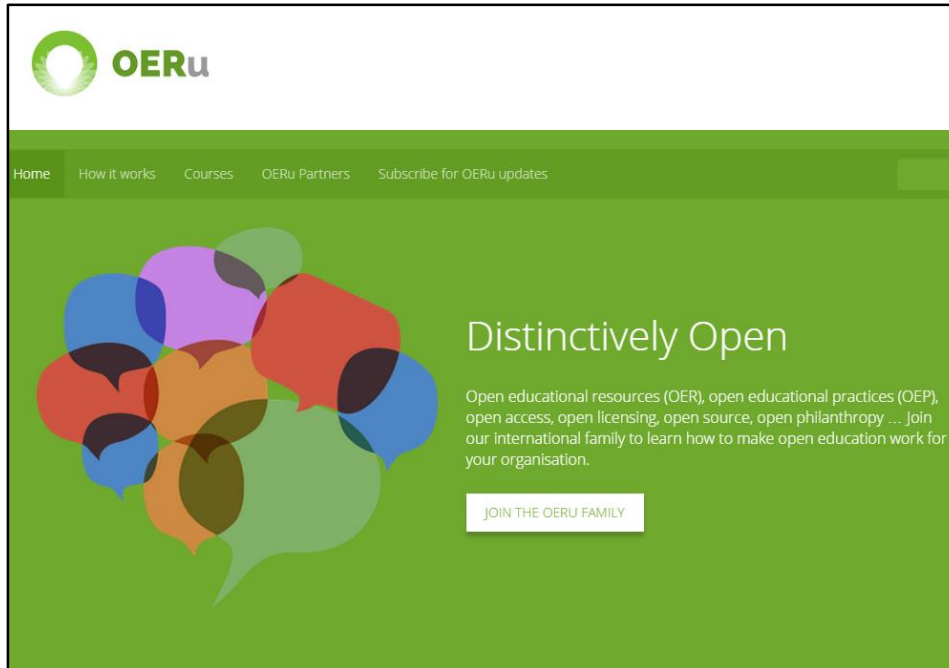 OERu
Home How it works Courses OERu Partners Subscribe for OERu updates
Distinctively Open
Open educational resources (OER), open educational practices (OEP),
open access, open licensing, open source, open philanthropy ... Join
our international family to learn how to make open education work for
your organisation.
JOIN THE OERU FAMILY